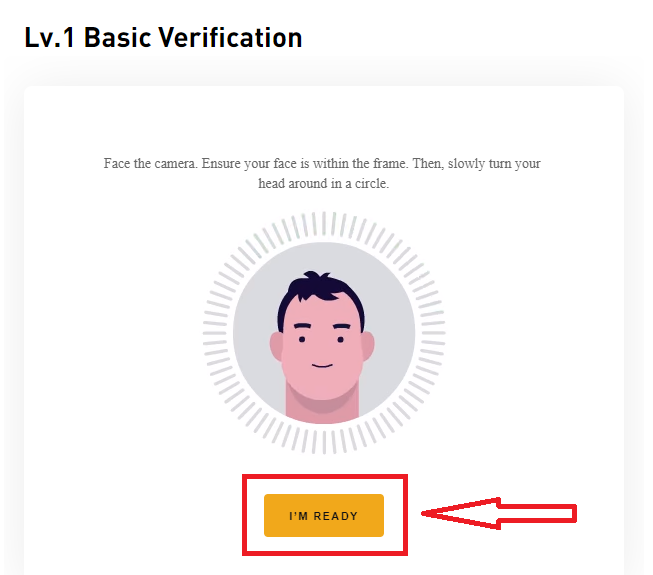 Lv.1 Basic Verification
Face the camera. Ensure your face is within the frame. Then, slowly turn your
head around in a circle.
I'M READY